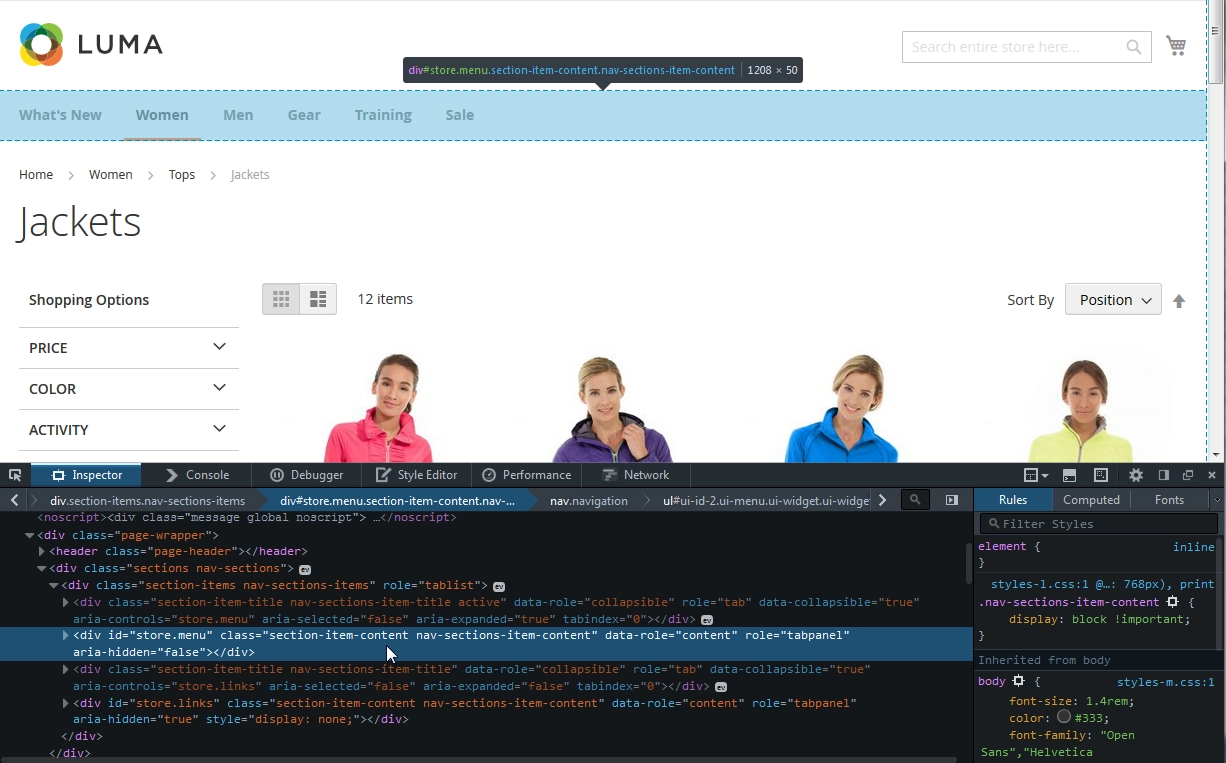 LUMA
Search entire store here...
div#store.menu.section-item-content.nav-sections-item-content 1208 × 50
What's New Women Men Gear Training Sale
Home Women Tops Jackets
Jackets
Shopping Options
12 items
Sort By Position
PRICE
COLOR
ACTIVITY
Inspector Console Debugger Style Editor Performance Network
div.section-items.nav-sections-items div#store.menu.section-item-content.nav-... nav.navigation ul#ui-id-2.ui-menu.ui-widget.ui-widge
Rules Computed Fonts
<noscript><div class="message global noscript"> …</noscript>
<div class="page-wrapper">
<header class="page-header"></header>
<div class="sections nav-sections"> ev
<div class="section-items nav-sections-items" role="tablist"> ev
<div class="section-item-title nav-sections-item-title active" data-role="collapsible" role="tab" data-collapsible="true"
aria-controls="store.menu" aria-selected="false" aria-expanded="true" tabindex="0"></div> ev
<div id="store.menu" class="section-item-content nav-sections-item-content" data-role="content" role="tabpanel"
aria-hidden="false"></div>
<div class="section-item-title nav-sections-item-title" data-role="collapsible" role="tab" data-collapsible="true"
aria-controls="store.links" aria-selected="false" aria-expanded="false" tabindex="0"></div> ev
<div id="store.links" class="section-item-content nav-sections-item-content" data-role="content" role="tabpanel"
aria-hidden="true" style="display: none;"></div>
</div>
</div>
Filter Styles
element { inline
}
styles-l.css:1 @…: 768px), print
.nav-sections-item-content {
display: block !important;
}
Inherited from body
body { styles-m.css:1
font-size: 1.4rem;
color: #333;
font-family: "Open
Sans","Helvetica